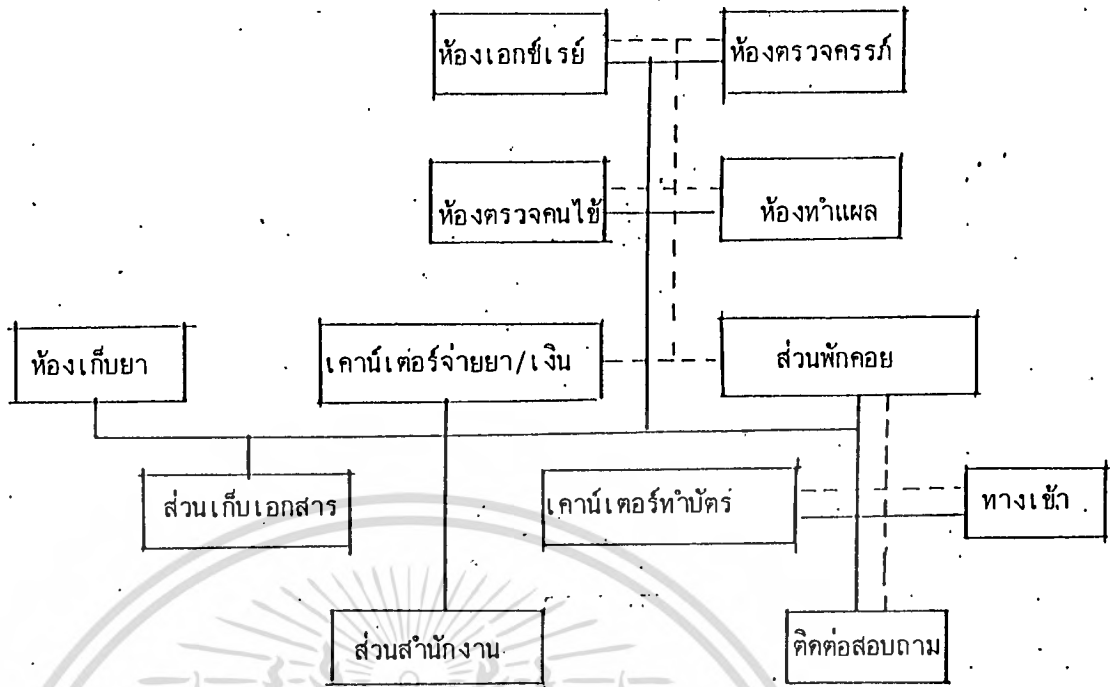 ห้องเอกซ์เรย์
ห้องตรวจครรภ์
ห้องตรวจคนไข้
ห้องทำแผล
ห้องเก็บยา
เคาน์เตอร์จ่ายยา/เงิน
ส่วนพักคอย
ส่วนเก็บเอกสาร
เคาน์เตอร์ทำบัตร
ทางเข้า
ส่วนสำนักงาน
ติดต่อสอบถาม